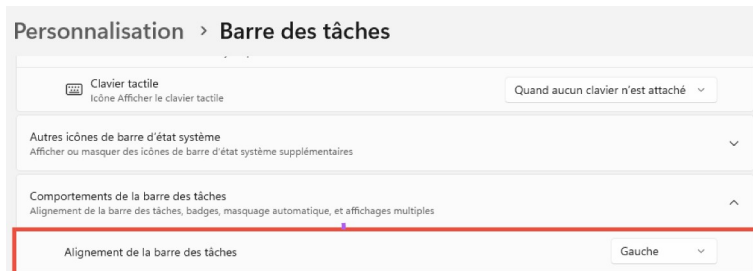 Personnalisation > Barre des tâches
Clavier tactile
Icône Afficher le clavier tactile
Quand aucun clavier n'est attaché
Autres icônes de barre d'état système
Afficher ou masquer des icônes de barre d'état système supplémentaires
Comportements de la barre des tâches
Alignement de la barre des tâches, badges, masquage automatique, et affichages multiples
Alignement de la barre des tâches
Gauche